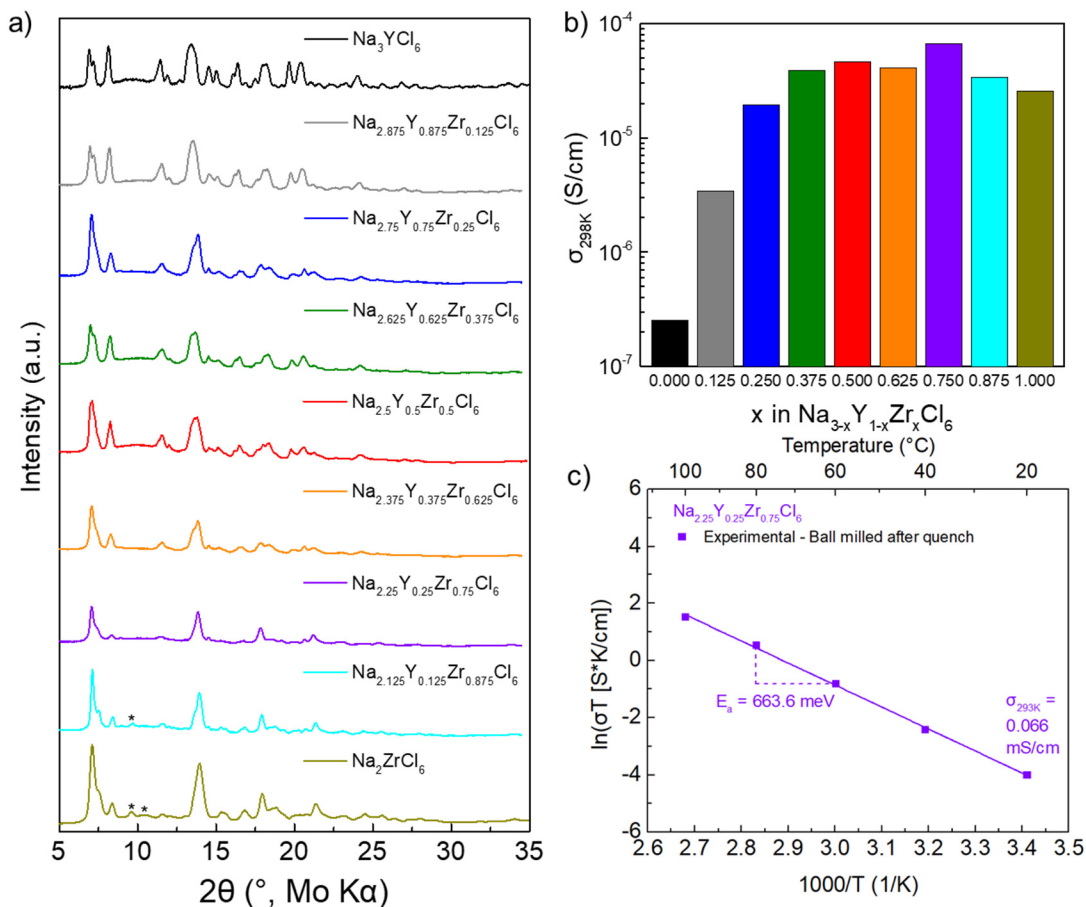 a)
Na₃YCl₆
Na₂.₈₇₅Y₀.₈₇₅Zr₀.₁₂₅Cl₆
Na₂.₇₅Y₀.₇₅Zr₀.₂₅Cl₆
Na₂.₆₂₅Y₀.₆₂₅Zr₀.₃₇₅Cl₆
Na₂.₅Y₀.₅Zr₀.₅Cl₆
Na₂.₃₇₅Y₀.₃₇₅Zr₀.₆₂₅Cl₆
Na₂.₂₅Y₀.₂₅Zr₀.₇₅Cl₆
Na₂.₁₂₅Y₀.₁₂₅Zr₀.₈₇₅Cl₆
*
Na₂ZrCl₆
* *
Intensity (a.u.)
5 10 15 20 25 30 35
2θ (°, Mo Kα)
b)
10⁻⁴
10⁻⁵
10⁻⁶
10⁻⁷
σ₂₉₈K (S/cm)
0.000 0.125 0.250 0.375 0.500 0.625 0.750 0.875 1.000
x in Na₃₋ₓY₁₋ₓZrₓCl₆
Temperature (°C)
c)
100 80 60 40 20
Na₂.₂₅Y₀.₂₅Zr₀.₇₅Cl₆
Experimental - Ball milled after quench
Eₐ = 663.6 meV
σ₂₉₃K =
0.066
mS/cm
6
4
2
0
-2
-4
-6
ln(σT [S*K/cm])
2.6 2.7 2.8 2.9 3.0 3.1 3.2 3.3 3.4 3.5
1000/T (1/K)